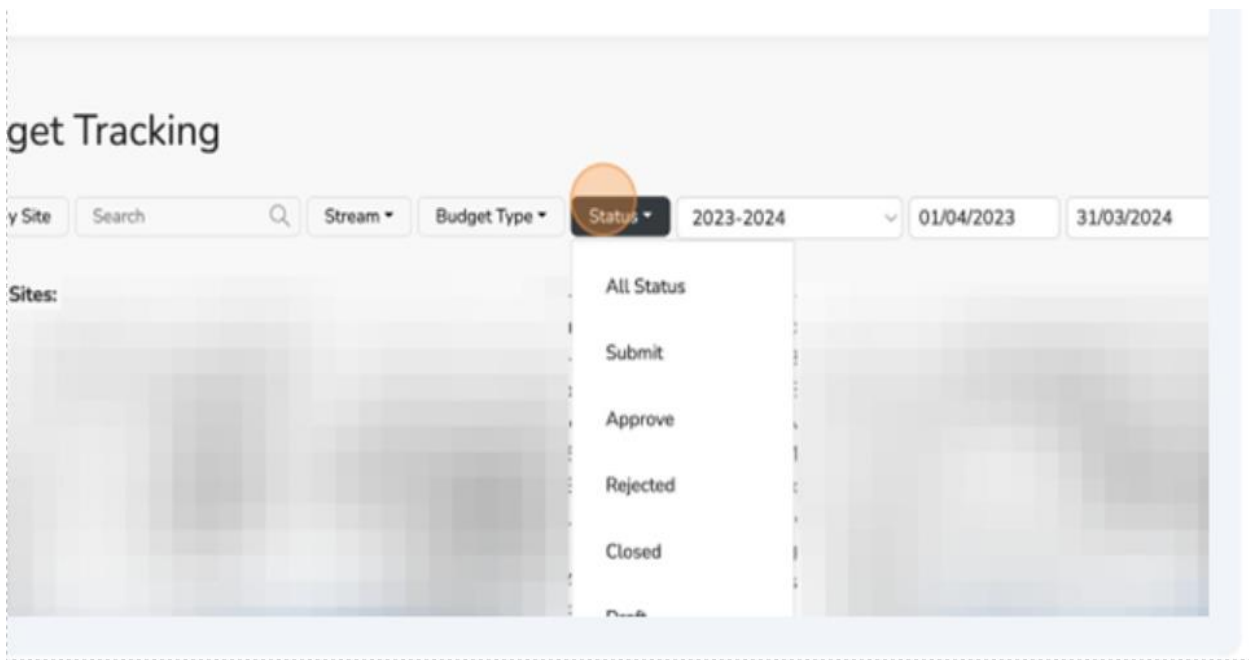 get Tracking
y Site Search Stream Budget Type Status 2023-2024 01/04/2023 31/03/2024
Sites:
All Status
Submit
Approve
Rejected
Closed
Draft